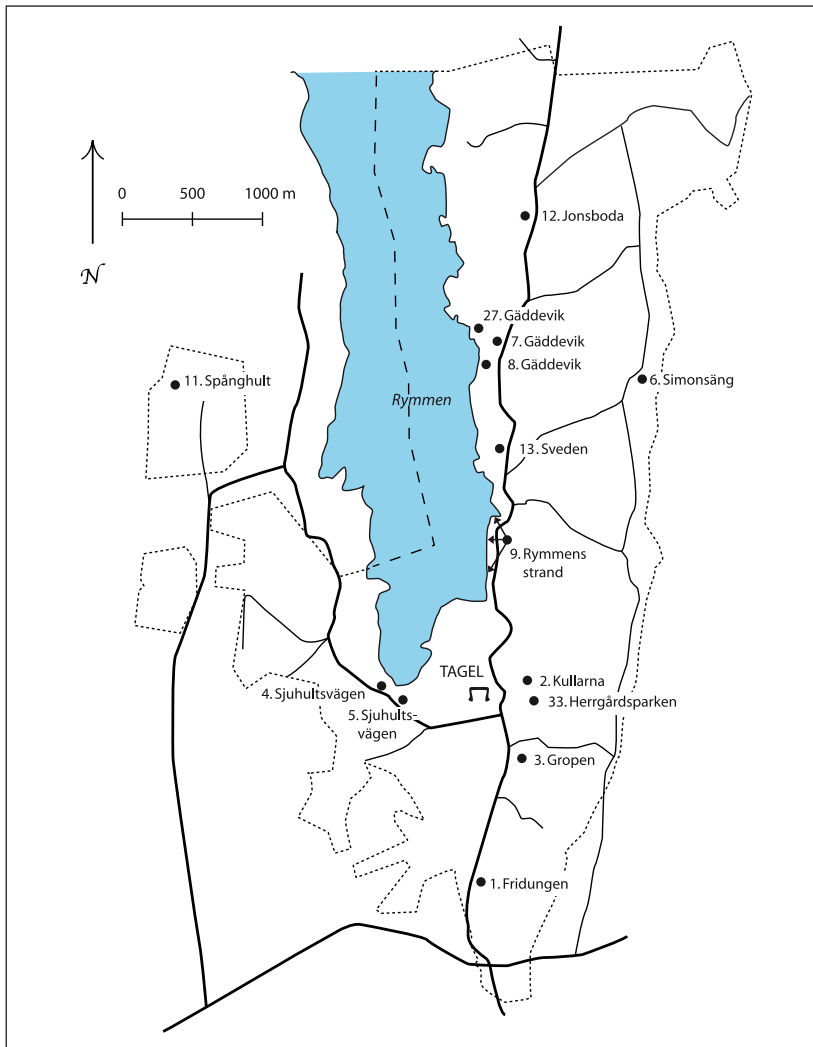 0 500 1000 m
N
12. Jonsboda
27. Gäddevik
7. Gäddevik
8. Gäddevik
6. Simonsäng
11. Spånghult
Rymmen
13. Sveden
9. Rymmens
strand
TAGEL
2. Kullarna
4. Sjuhultsvägen
33. Herrgårdsparken
5. Sjuhults-
vägen
3. Gropen
1. Fridungen